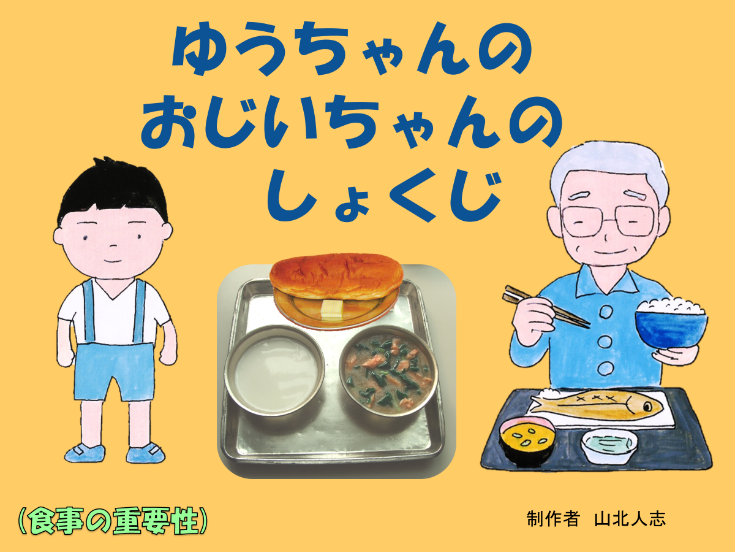 ゆうちゃんの
おじいちゃんの
しょくじ
(食事の重要性)
制作者 山北人志